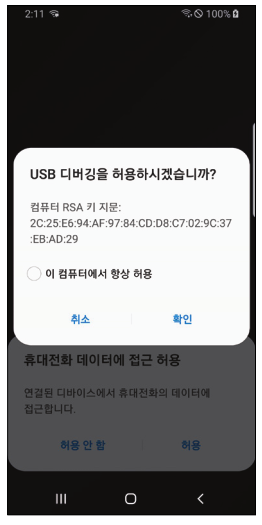 2:11 100%
USB 디버깅을 허용하시겠습니까?
컴퓨터 RSA 키 지문:
2C:25:E6:94:AF:97:84:CD:D8:C7:02:9C:37
:EB:AD:29
이 컴퓨터에서 항상 허용
취소 확인
휴대전화 데이터에 접근 허용
연결된 디바이스에서 휴대전화의 데이터에
접근합니다.
허용 안 함 허용